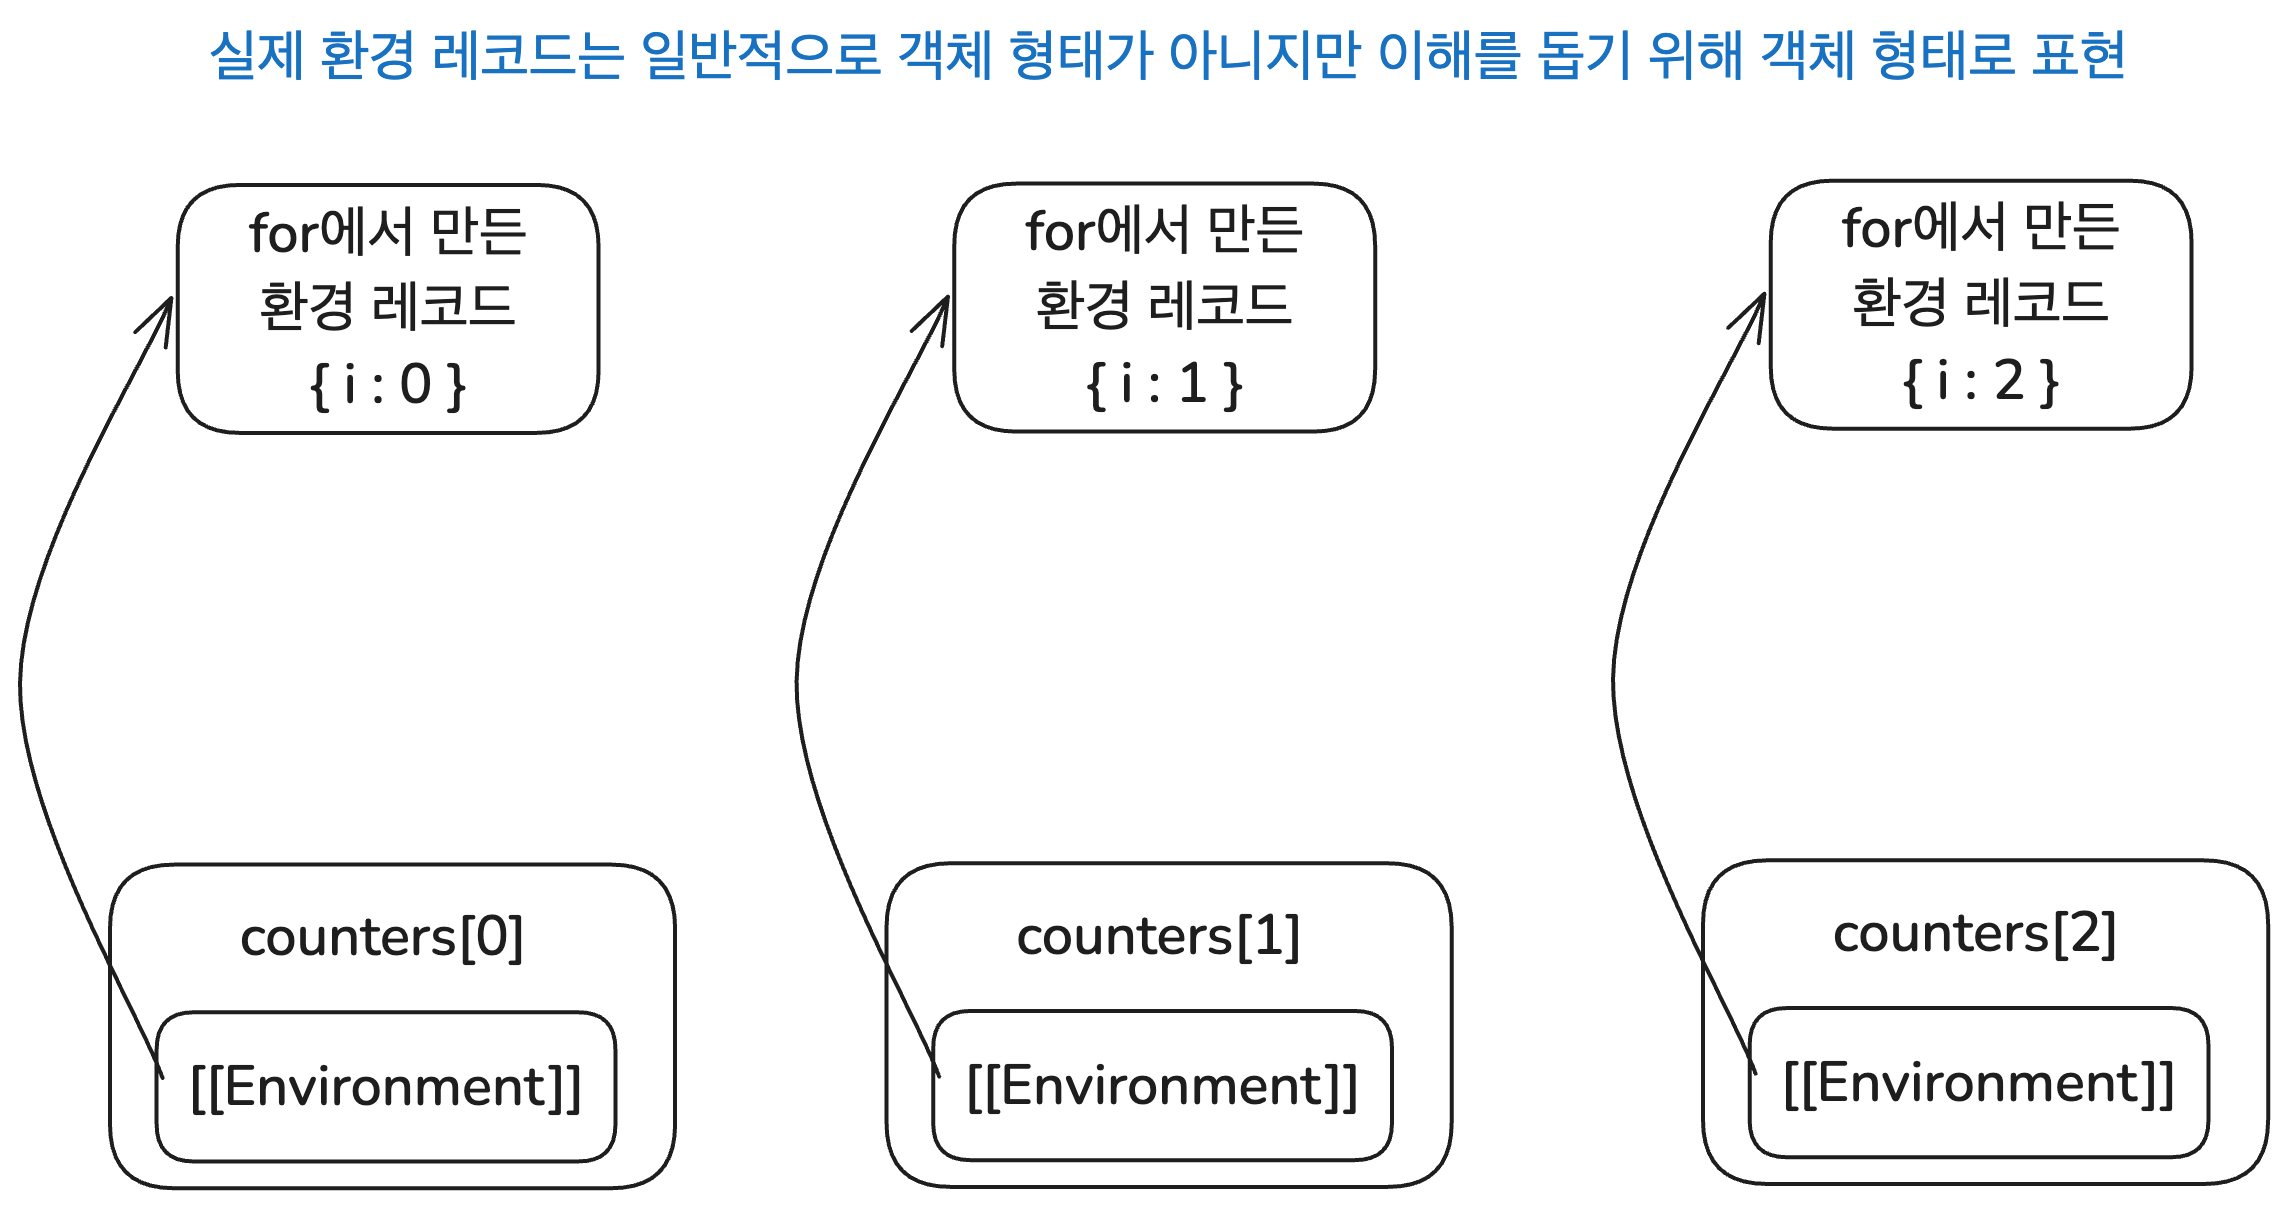 실제 환경 레코드는 일반적으로 객체 형태가 아니지만 이해를 돕기 위해 객체 형태로 표현
for에서 만든
환경 레코드
{ i : 0 }
for에서 만든
환경 레코드
{ i : 1 }
for에서 만든
환경 레코드
{ i : 2 }
counters[0]
[[Environment]]
counters[1]
[[Environment]]
counters[2]
[[Environment]]